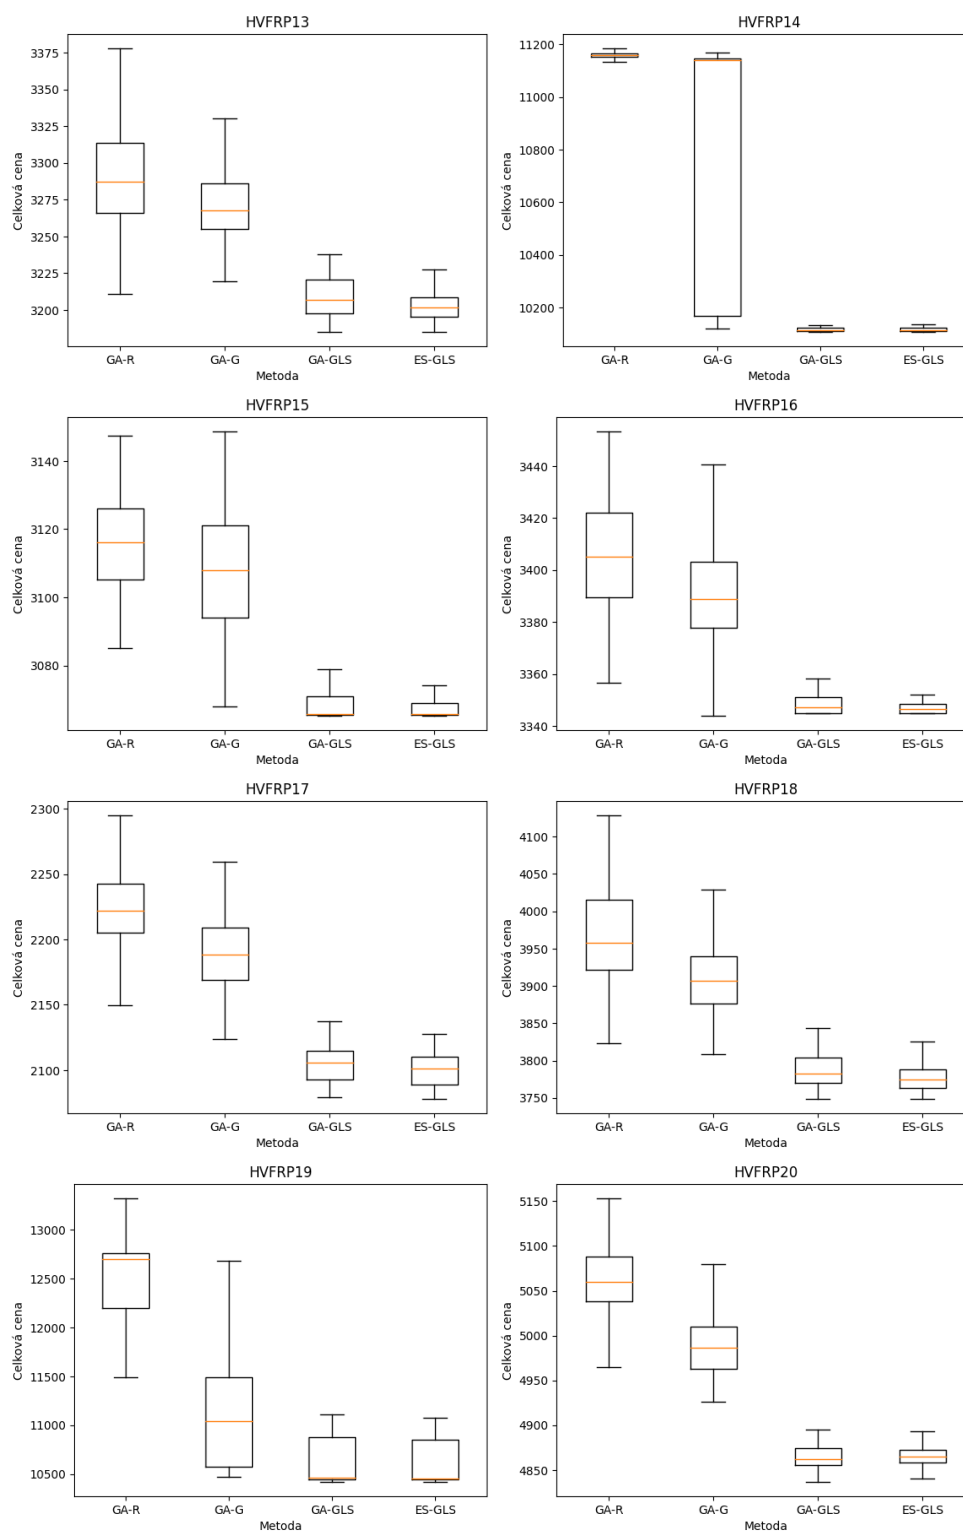 HVFRP13
3375
3350
3325
3300
3275
3250
3225
3200
Celková cena
GA-R GA-G GA-GLS ES-GLS
Metoda
HVFRP14
11200
11000
10800
10600
10400
10200
Celková cena
GA-R GA-G GA-GLS ES-GLS
Metoda
HVFRP15
3140
3120
3100
3080
Celková cena
GA-R GA-G GA-GLS ES-GLS
Metoda
HVFRP16
3440
3420
3400
3380
3360
3340
Celková cena
GA-R GA-G GA-GLS ES-GLS
Metoda
HVFRP17
2300
2250
2200
2150
2100
Celková cena
GA-R GA-G GA-GLS ES-GLS
Metoda
HVFRP18
4100
4050
4000
3950
3900
3850
3800
3750
Celková cena
GA-R GA-G GA-GLS ES-GLS
Metoda
HVFRP19
13000
12500
12000
11500
11000
10500
Celková cena
GA-R GA-G GA-GLS ES-GLS
Metoda
HVFRP20
5150
5100
5050
5000
4950
4900
4850
Celková cena
GA-R GA-G GA-GLS ES-GLS
Metoda